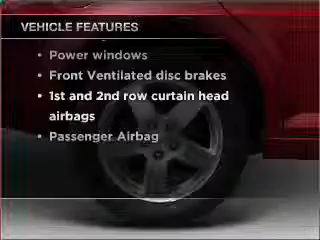 VEHICLE FEATURES
• Power windows
• Front Ventilated disc brakes
• 1st and 2nd row curtain head
airbags
• Passenger Airbag